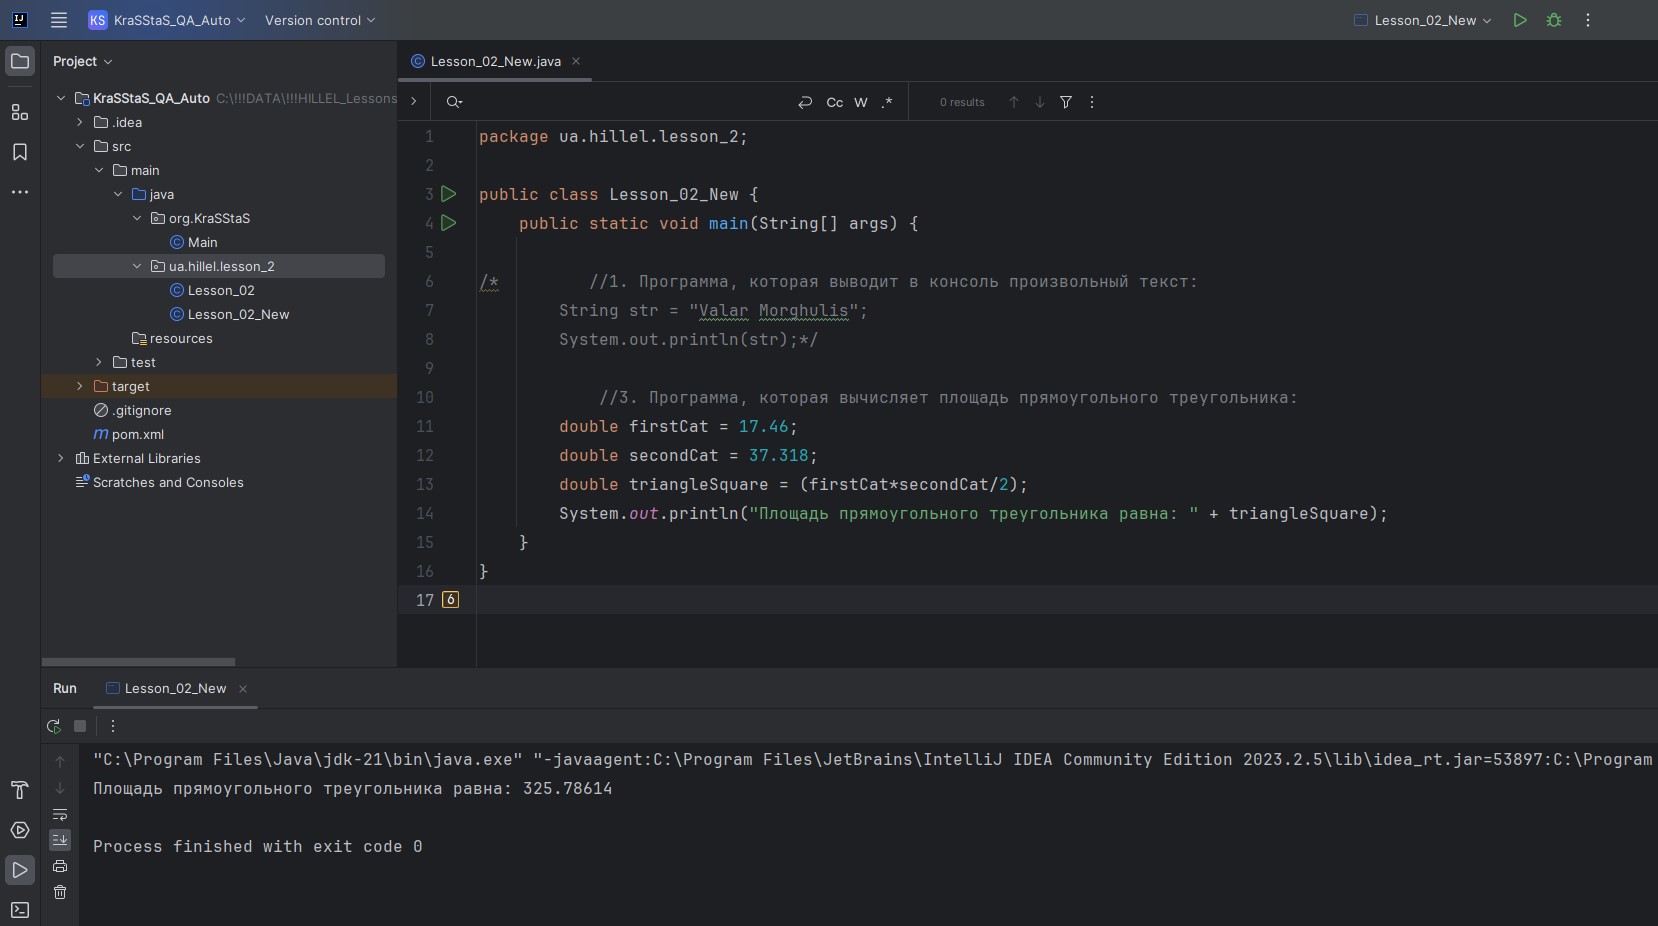 KS KraSStaS_QA_Auto Version control Lesson_02_New
Project
KraSStaS_QA_Auto C:\!!!DATA\!!!HILLEL_Lessons
.idea
src
main
java
org.KraSStaS
Main
ua.hillel.lesson_2
Lesson_02
Lesson_02_New
resources
test
target
.gitignore
pom.xml
External Libraries
Scratches and Consoles
Lesson_02_New.java
Cc W .* 0 results
1 package ua.hillel.lesson_2;
2
3 public class Lesson_02_New {
4 public static void main(String[] args) {
5
6 /* //1. Программа, которая выводит в консоль произвольный текст:
7 String str = "Valar Morghulis";
8 System.out.println(str);*/
9
10 //3. Программа, которая вычисляет площадь прямоугольного треугольника:
11 double firstCat = 17.46;
12 double secondCat = 37.318;
13 double triangleSquare = (firstCat*secondCat/2);
14 System.out.println("Площадь прямоугольного треугольника равна: " + triangleSquare);
15 }
16 }
17 6
Run Lesson_02_New
"C:\Program Files\Java\jdk-21\bin\java.exe" "-javaagent:C:\Program Files\JetBrains\IntelliJ IDEA Community Edition 2023.2.5\lib\idea_rt.jar=53897:C:\Program
Площадь прямоугольного треугольника равна: 325.78614
Process finished with exit code 0